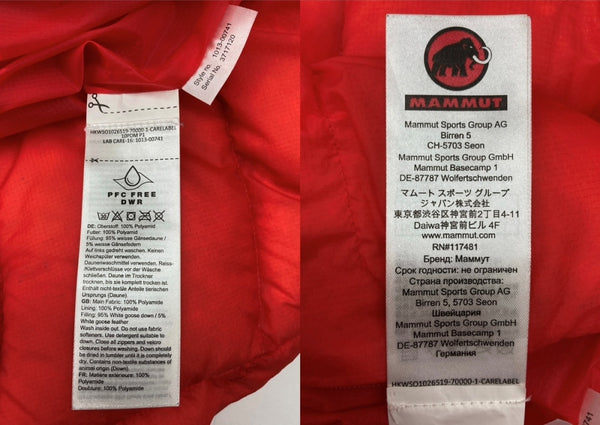 Style no. 1013-00741
Serial No. 3717120
HKWSO1026519-70000-1-CARELABEL
10POM P1
LAB CARE-16: 1013-00741
PFC FREE
DWR
DE: Oberstoff: 100% Polyamid
Futter: 100% Polyamid
Füllung: 95% weisse Gänsedaune /
5% weisse Gänsefedern
Auf links gedreht waschen. Keinen
Weichspüler verwenden.
Daunenwaschmittel verwenden. Reiss-
/Klettverschlüsse vor der Wäsche
schließen. Daune im Trockner
trocknen, bis sie komplett trocken ist.
Enthält nicht-textile Anteile tierischen
Ursprungs (Daune)
GB: Main Fabric: 100% Polyamide
Lining: 100% Polyamide
Filling: 95% White goose down / 5%
White goose feather
Wash inside out. Do not use fabric
softeners. Use detergent suitable to
down. Close all zippers and velcro
closures before washing. Down should
be dried in tumbler until it is completely
dry. Contains non-textile substances of
animal origin (Down)
FR: Matière extérieure: 100%
Polyamide
Doublure: 100% Polyamide
MAMMUT
Mammut Sports Group AG
Birren 5
CH-5703 Seon
Mammut Sports Group GmbH
Mammut Basecamp 1
DE-87787 Wolfertschwenden
マムート スポーツ グループ
ジャパン株式会社
東京都渋谷区神宮前2丁目4-11
Daiwa神宮前ビル 4F
www.mammut.com
RN#117481
Бренд: Маммут
Срок годности: не ограничен
Страна производства:
Mammut Sports Group AG
Birren 5, 5703 Seon
Швейцария
Mammut Sports Group GmbH
Mammut Basecamp 1
DE-87787 Wolfertschwenden
Германия
HKWSO1026519-70000-1-CARELABEL